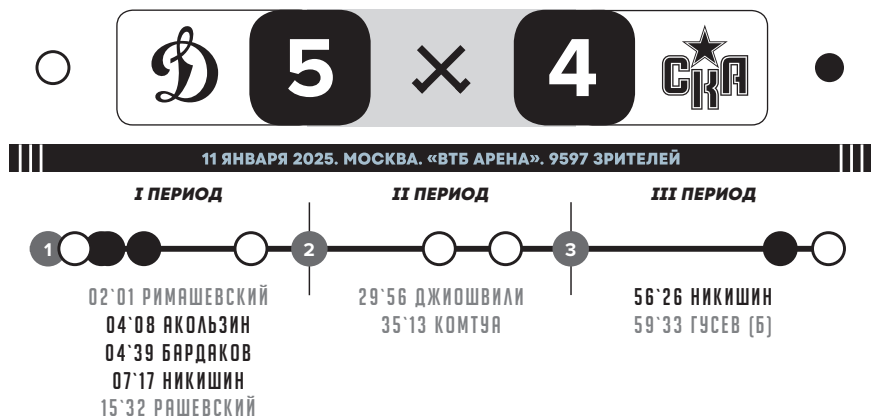 Д 5 4 СКА
11 ЯНВАРЯ 2025. МОСКВА. «ВТБ АРЕНА». 9597 ЗРИТЕЛЕЙ
I ПЕРИОД II ПЕРИОД III ПЕРИОД
1 2 3
02`01 РИМАШЕВСКИЙ
04`08 АКОЛЬЗИН
04`39 БАРДАКОВ
07`17 НИКИШИН
15`32 РАШЕВСКИЙ
29`56 ДЖИОШВИЛИ
35`13 КОМТУА
56`26 НИКИШИН
59`33 ГУСЕВ (Б)